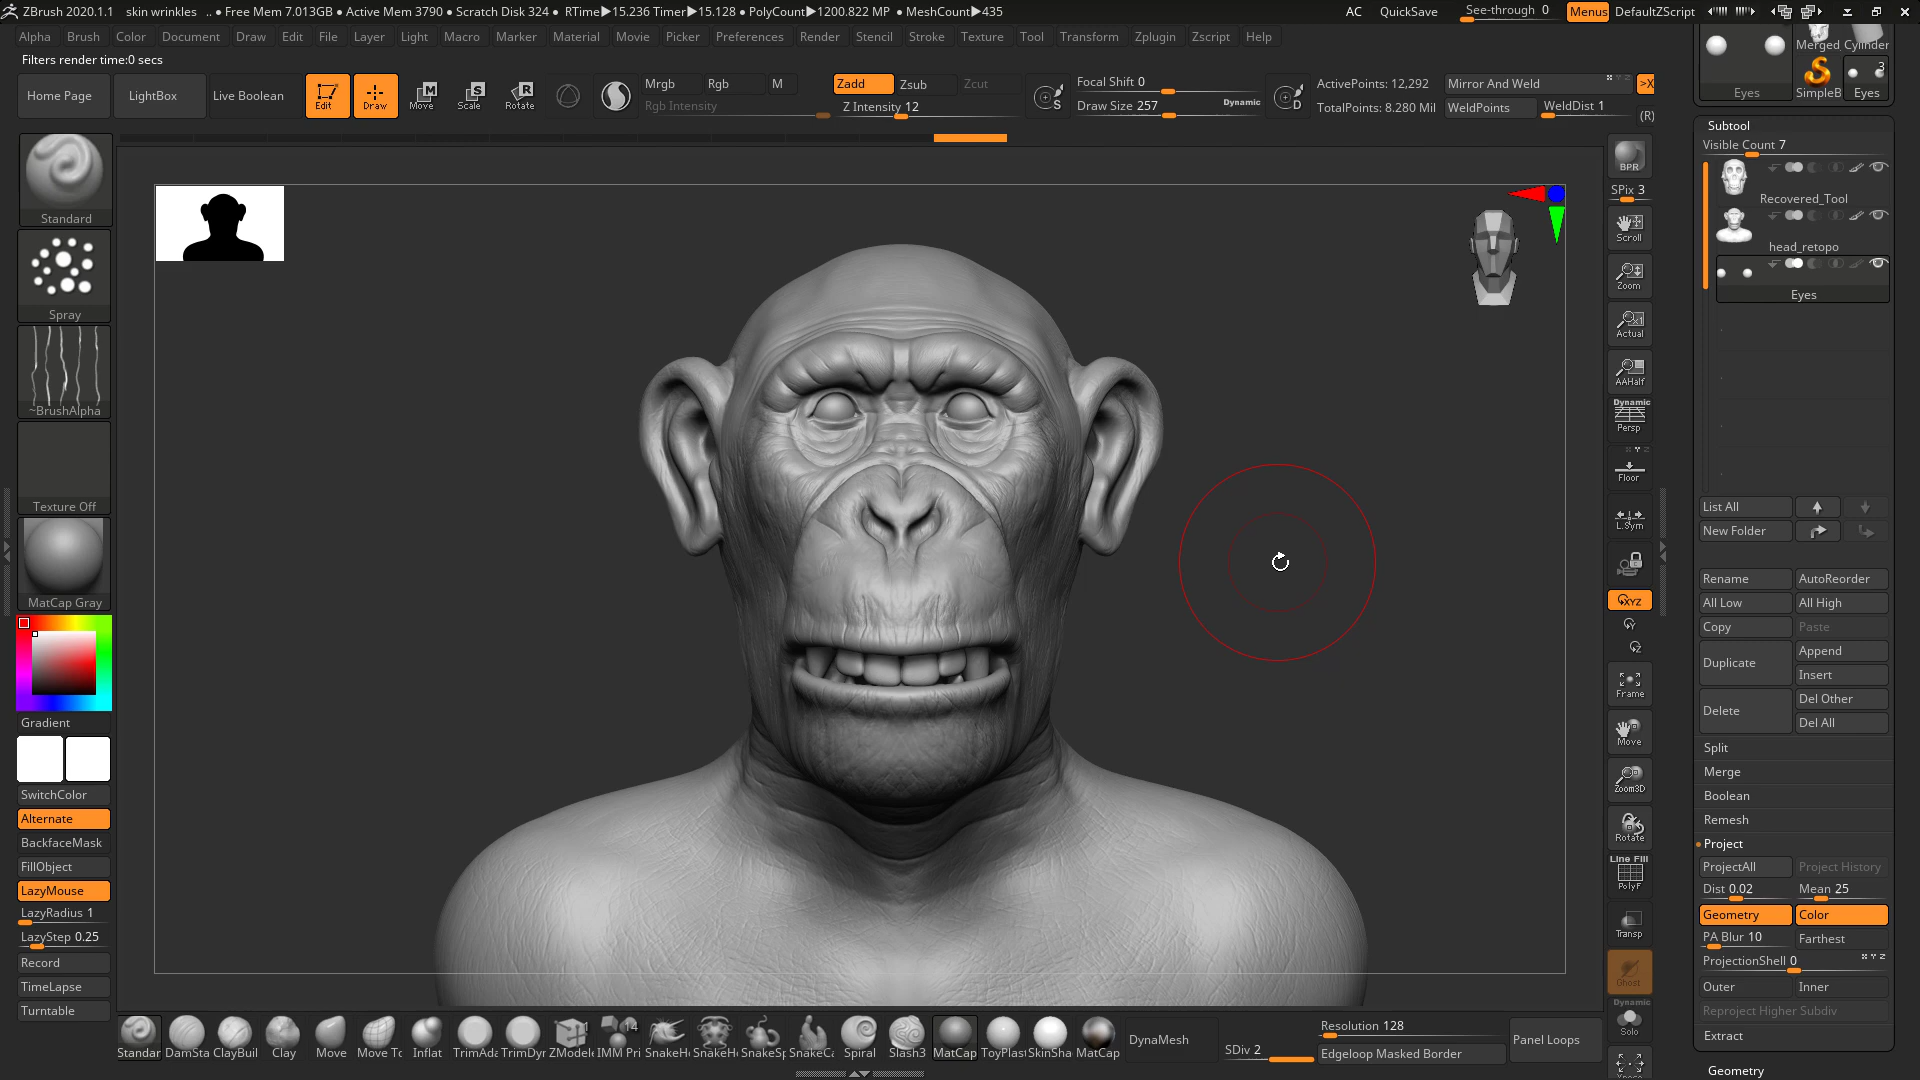 ZBrush 2020.1.1 skin wrinkles .. ● Free Mem 7.013GB ● Active Mem 3790 ● Scratch Disk 324 ● RTime▶15.236 Timer▶15.128 ● PolyCount▶1200.822 MP ● MeshCount▶435
AC QuickSave See-through 0 Menus DefaultZScript
Alpha Brush Color Document Draw Edit File Layer Light Macro Marker Material Movie Picker Preferences Render Stencil Stroke Texture Tool Transform Zplugin Zscript Help
Filters render time:0 secs
Home Page LightBox Live Boolean
Edit Draw Move Scale Rotate
Mrgb Rgb M
Rgb Intensity
Zadd Zsub Zcut
Z Intensity 12
S
Focal Shift 0
Draw Size 257 Dynamic
D
ActivePoints: 12,292
TotalPoints: 8.280 Mil
Mirror And Weld
>X
WeldPoints WeldDist 1
(R)
Standard
Spray
~BrushAlpha
Texture Off
MatCap Gray
Gradient
SwitchColor
Alternate
BackfaceMask
FillObject
LazyMouse
LazyRadius 1
LazyStep 0.25
Record
TimeLapse
Turntable
BPR
SPix 3
Scroll
Zoom
Actual
AAHalf
Dynamic
Persp
Floor
L.Sym
XYZ
Y
Z
Frame
Move
Zoom3D
Rotate
Line Fill
PolyF
Transp
Ghost
Dynamic
Solo
Merged Cylinder
3
Eyes SimpleB Eyes
Subtool
Visible Count 7
Recovered_Tool
head_retopo
Eyes
List All
New Folder
Rename AutoReorder
All Low All High
Copy Paste
Duplicate Append
Insert
Delete Del Other
Del All
Split
Merge
Boolean
Remesh
Project
ProjectAll Project History
Dist 0.02 Mean 25
Geometry Color
PA Blur 10 Farthest
ProjectionShell 0
Outer Inner
Reproject Higher Subdiv
Extract
Geometry
Standar DamSta ClayBuil Clay Move Move To Inflat TrimAda TrimDyr ZModele IMM Pri SnakeHo SnakeHo SnakeSp SnakeCa Spiral Slash3 MatCap ToyPlast SkinSha MatCap
1 14
DynaMesh
SDiv 2
Resolution 128
Edgeloop Masked Border
Panel Loops